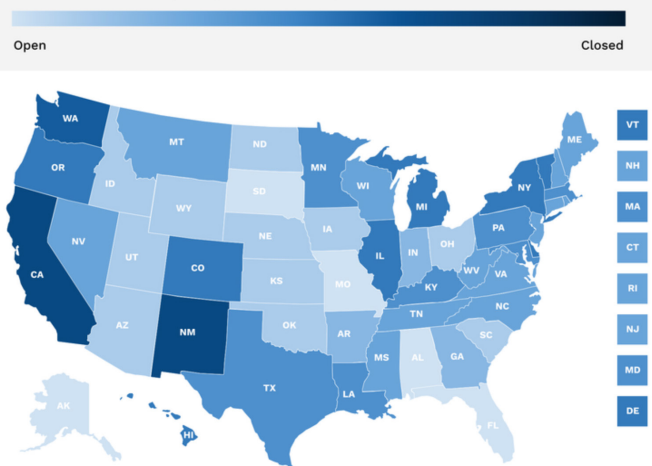 Open Closed
WA
VT
ME
MT
ND
MN
OR
NH
SD
WI
ID
NY
WY
MI
MA
IA
PA
NE
NV
OH
CT
IL
IN
UT
CO
WV
CA
VA
KS
MO
KY
RI
NC
TN
AZ
OK
NM
AR
NJ
SC
MS
AL
GA
MD
TX
LA
AK
DE
FL
HI